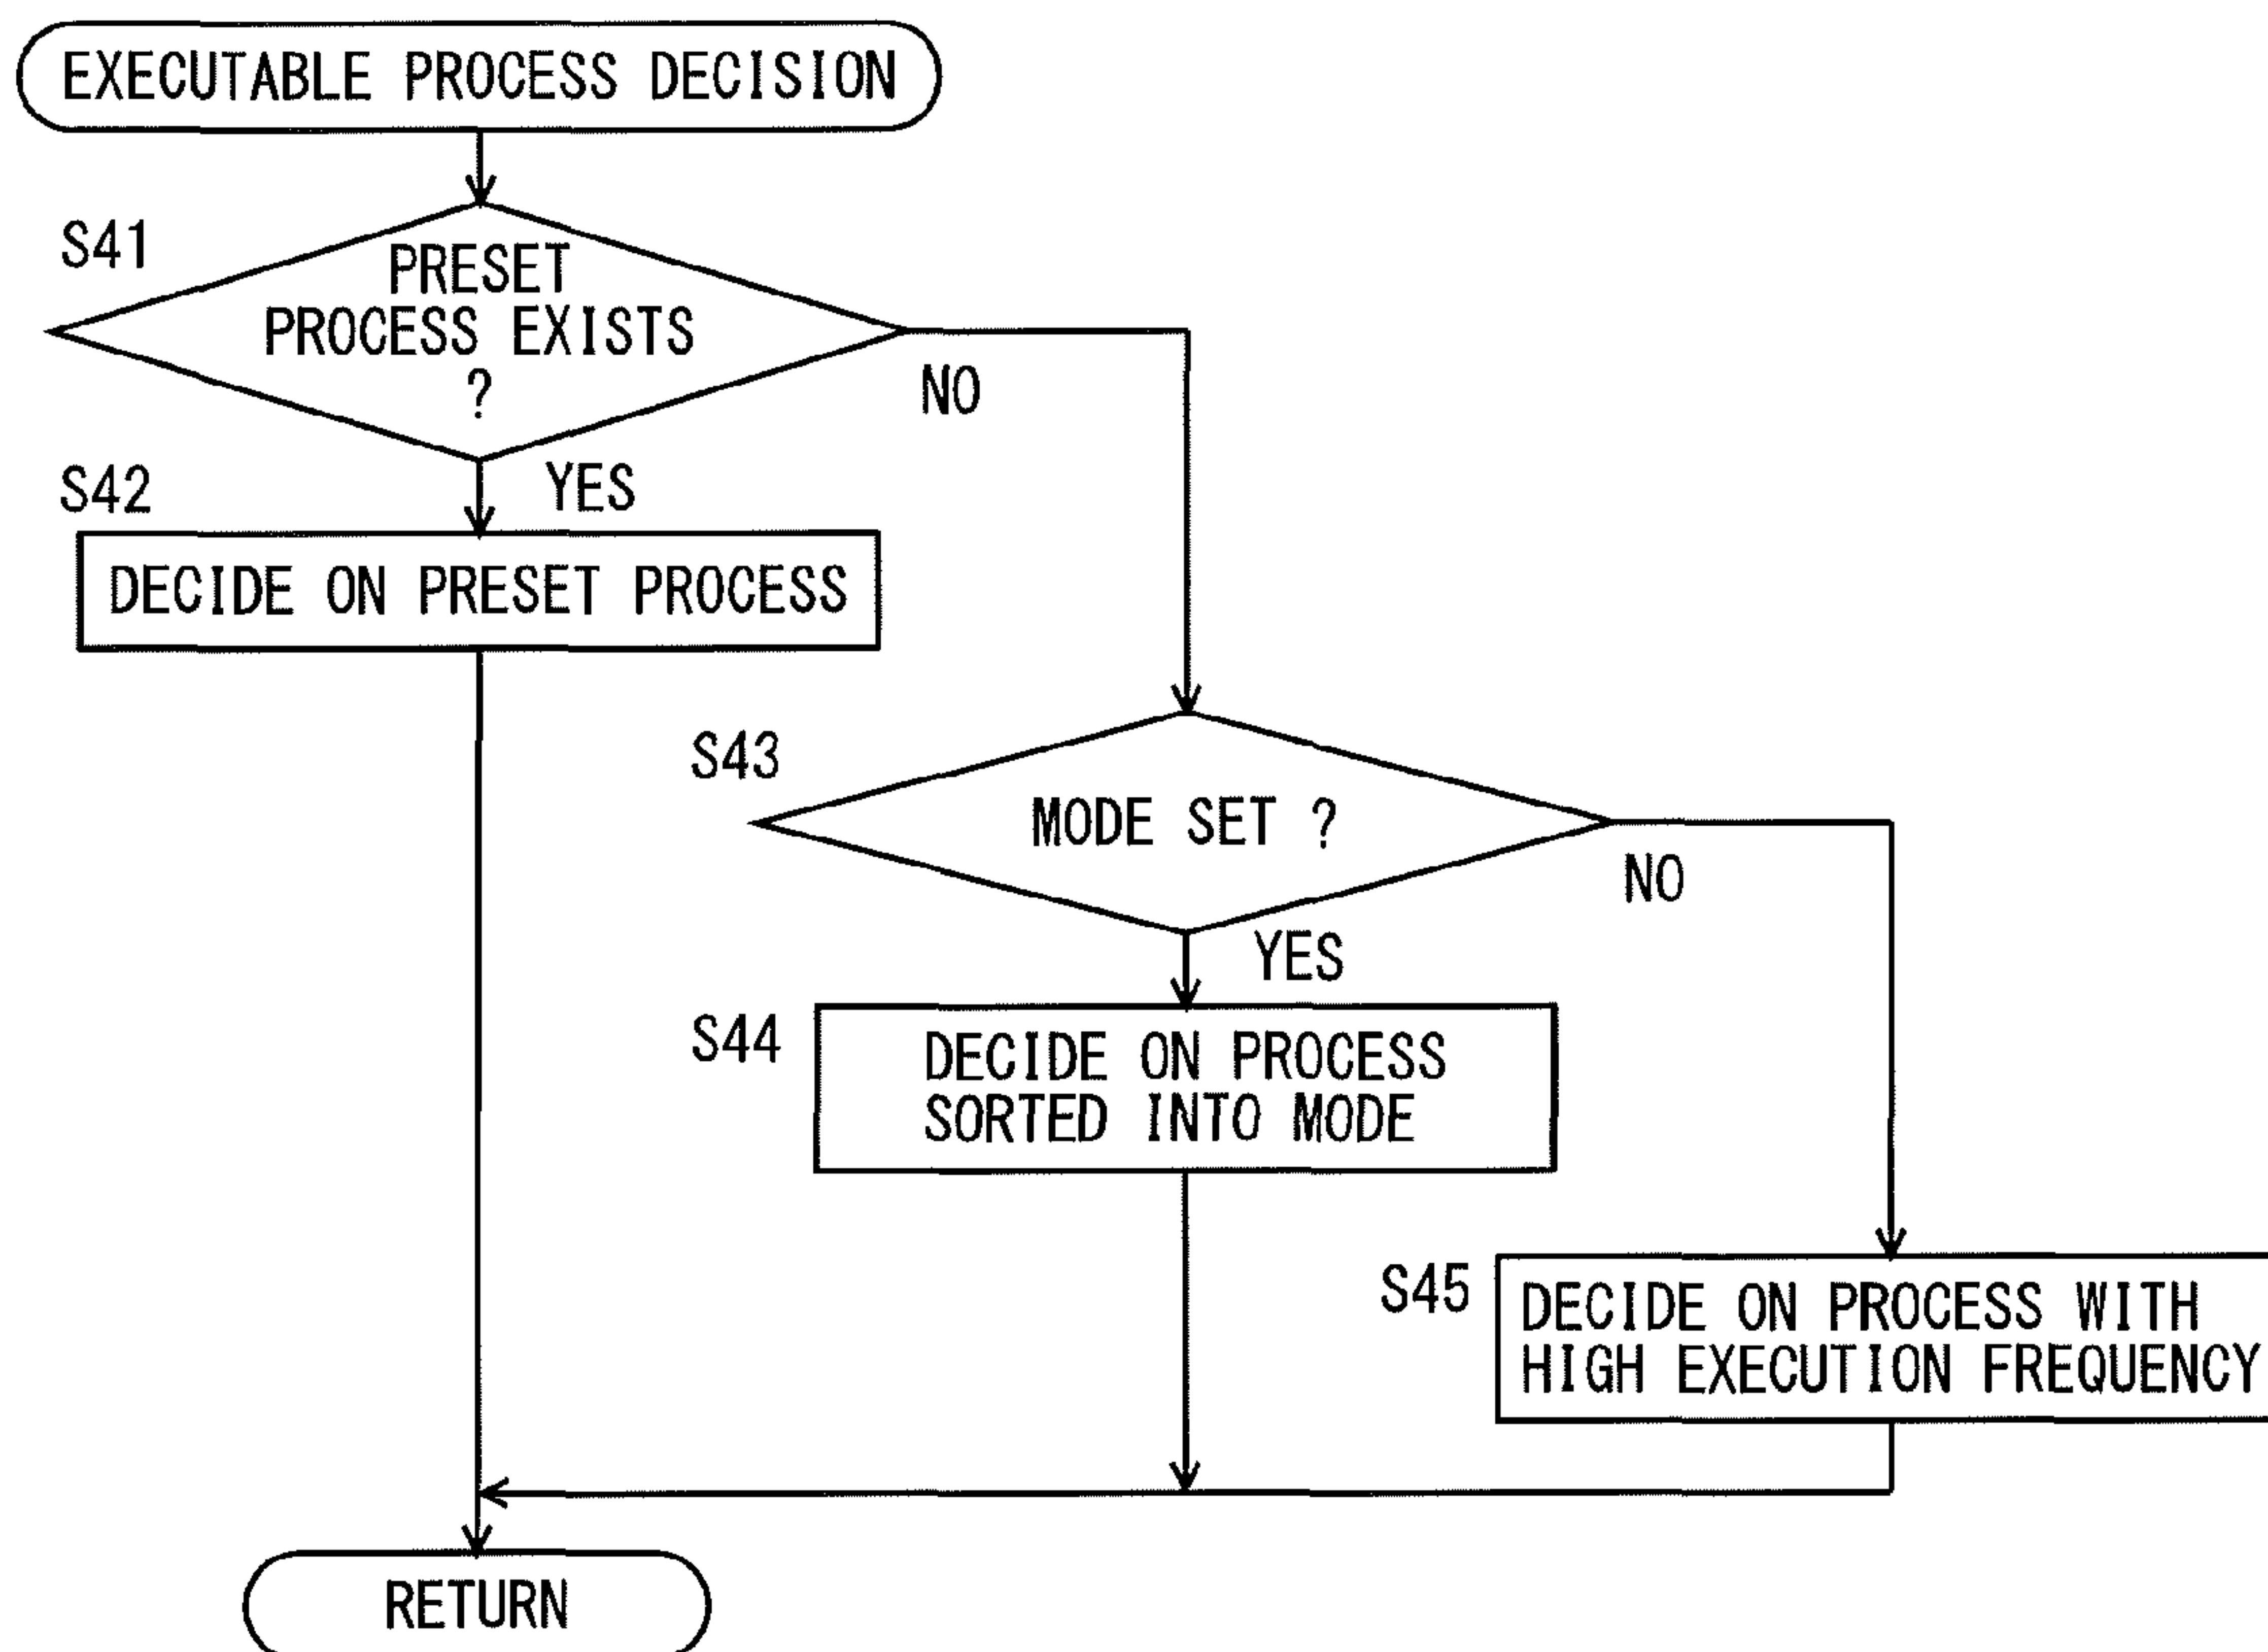 EXECUTABLE PROCESS DECISION
S41
PRESET
PROCESS EXISTS
?
NO
S42
YES
DECIDE ON PRESET PROCESS
S43
MODE SET ?
NO
YES
S44
DECIDE ON PROCESS
SORTED INTO MODE
S45
DECIDE ON PROCESS WITH
HIGH EXECUTION FREQUENCY
RETURN